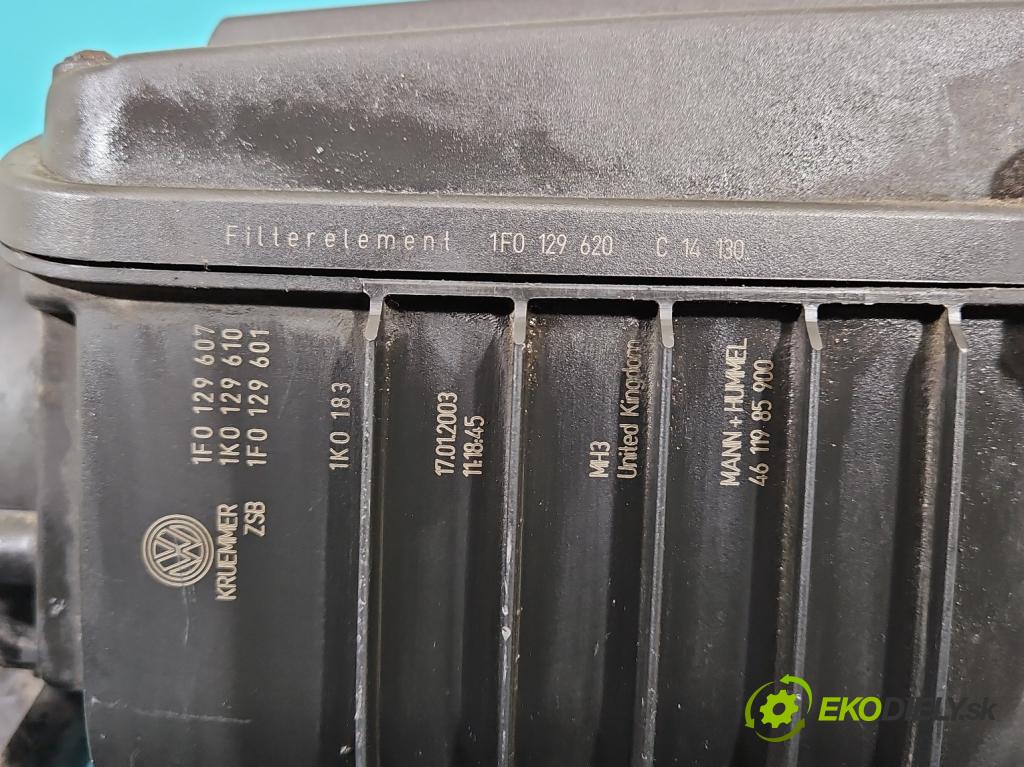 Filterelement 1F0 129 620 C 14 130
1F0 129 607
KRUEMMER 1K0 129 610
ZSB 1F0 129 601
1K0 183
17.01.2003
11:18:45
MH3
United Kingdom
MANN + HUMMEL
46 119 85 900
EKODIELY.sk